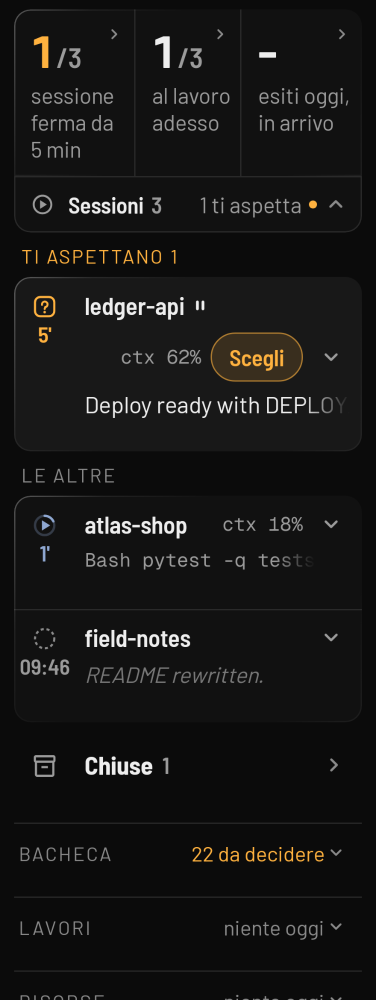 1/3
sessione
ferma da
5 min
1/3
al lavoro
adesso
-
esiti oggi,
in arrivo
Sessioni 3 1 ti aspetta
TI ASPETTANO 1
ledger-api
5'
ctx 62% Scegli
Deploy ready with DEPLOY
LE ALTRE
atlas-shop ctx 18%
1'
Bash pytest -q tests
field-notes
09:46
README rewritten.
Chiuse 1
BACHECA 22 da decidere
LAVORI niente oggi
RISORSE niente oggi